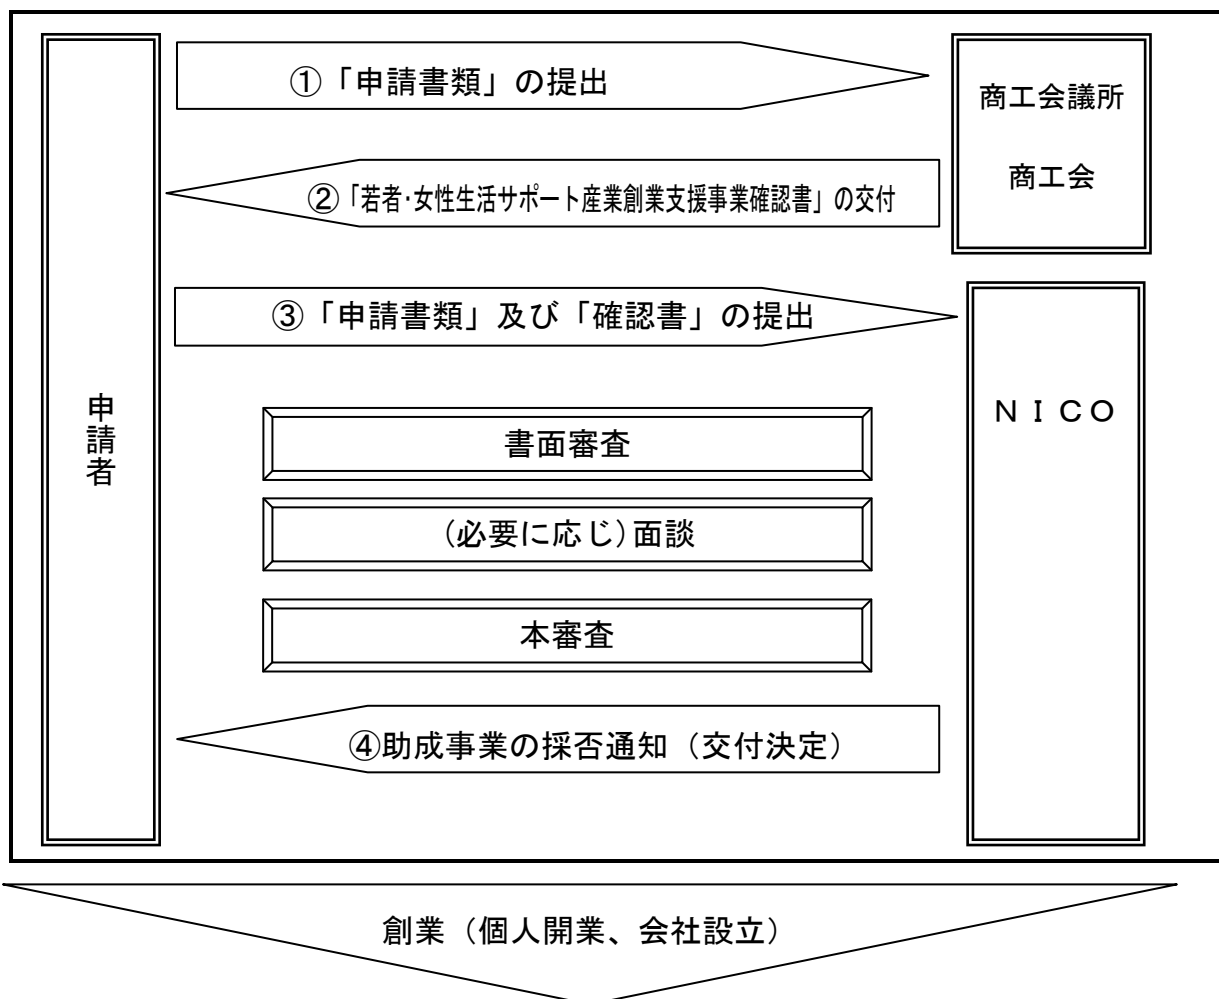 ①「申請書類」の提出
商工会議所
商工会
②「若者・女性生活サポート産業創業支援事業確認書」の交付
③「申請書類」及び「確認書」の提出
申請者
ＮＩＣＯ
書面審査
(必要に応じ)面談
本審査
④助成事業の採否通知（交付決定）
創業（個人開業、会社設立）